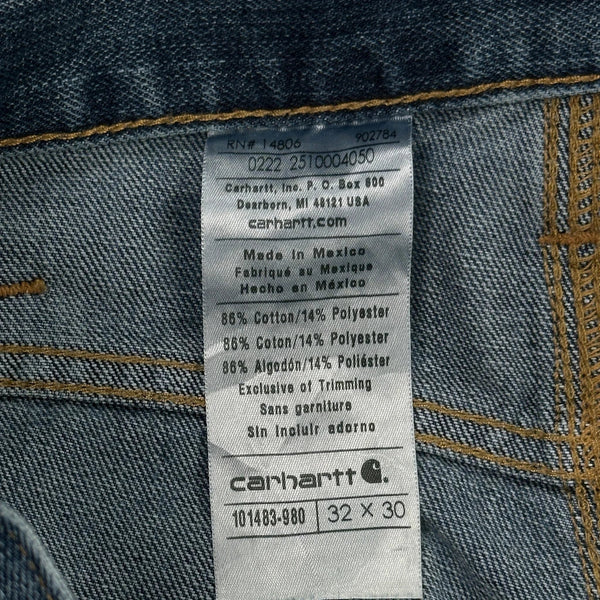 RN# 14806 902784
0222 2510004050
Carhartt, Inc. P. O. Box 600
Dearborn, MI 48121 USA
carhartt.com
Made in Mexico
Fabriqué au Mexique
Hecho en México
86% Cotton/14% Polyester
86% Coton/14% Polyester
86% Algodón/14% Poliéster
Exclusive of Trimming
Sans garniture
Sin Incluir adorno
carhartt
101483-980 32 X 30